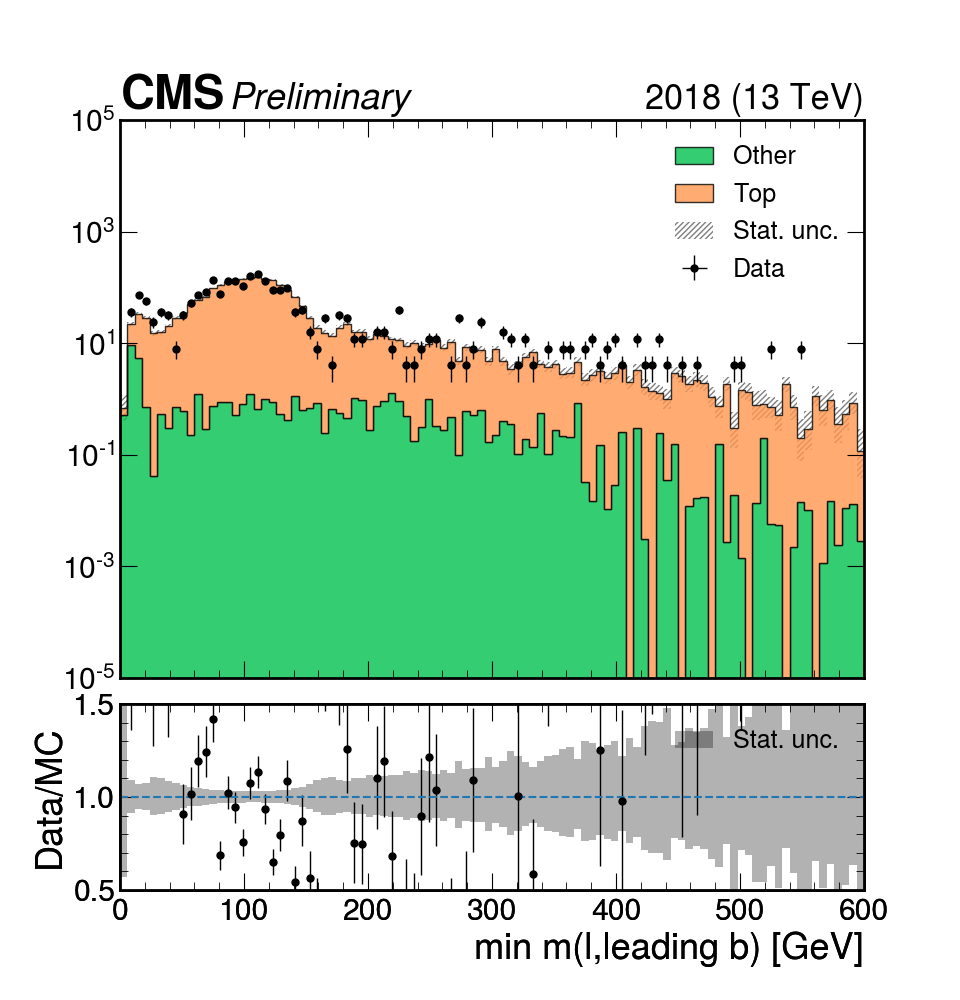 CMS Preliminary 2018 (13 TeV)
10^5
10^3
10^1
10^-1
10^-3
10^-5
Other
Top
Stat. unc.
Data
Data/MC
1.5
1.0
0.5
Stat. unc.
0 100 200 300 400 500 600
min m(l,leading b) [GeV]